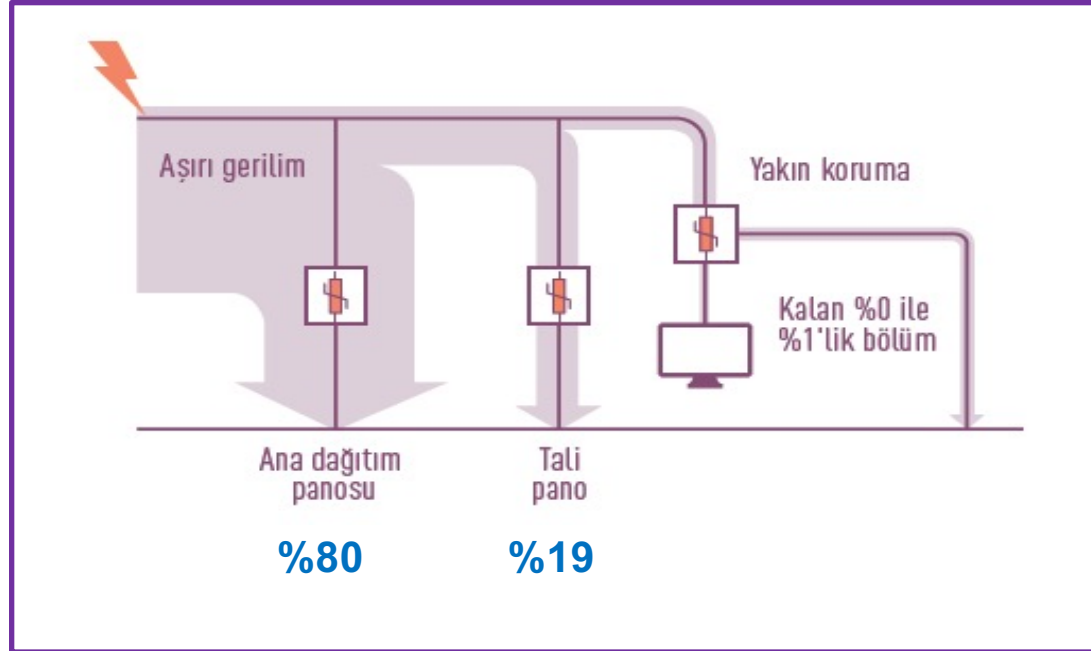 Aşırı gerilim
Yakın koruma
Kalan %0 ile
%1'lik bölüm
Ana dağıtım
panosu
Tali
pano
%80
%19